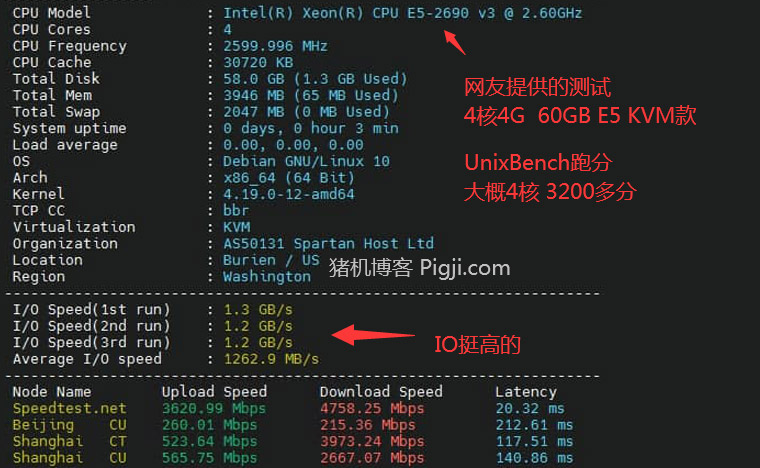 CPU Model : Intel(R) Xeon(R) CPU E5-2690 v3 @ 2.60GHz
CPU Cores : 4
CPU Frequency : 2599.996 MHz
CPU Cache : 30720 KB
Total Disk : 58.0 GB (1.3 GB Used)
Total Mem : 3946 MB (65 MB Used)
Total Swap : 2047 MB (0 MB Used)
System uptime : 0 days, 0 hour 3 min
Load average : 0.00, 0.00, 0.00
OS : Debian GNU/Linux 10
Arch : x86_64 (64 Bit)
Kernel : 4.19.0-12-amd64
TCP CC : bbr
Virtualization : KVM
Organization : AS50131 Spartan Host Ltd
Location : Burien / US
Region : Washington
网友提供的测试
4核4G 60GB E5 KVM款
UnixBench跑分
大概4核 3200多分
猪机博客 Pigji.com
I/O Speed(1st run) : 1.3 GB/s
I/O Speed(2nd run) : 1.2 GB/s
I/O Speed(3rd run) : 1.2 GB/s
Average I/O speed : 1262.9 MB/s
IO挺高的
Node Name Upload Speed Download Speed Latency
Speedtest.net 3620.99 Mbps 4758.25 Mbps 20.32 ms
Beijing CU 260.01 Mbps 215.36 Mbps 212.61 ms
Shanghai CT 523.64 Mbps 3973.24 Mbps 117.51 ms
Shanghai CU 565.75 Mbps 2667.07 Mbps 140.86 ms